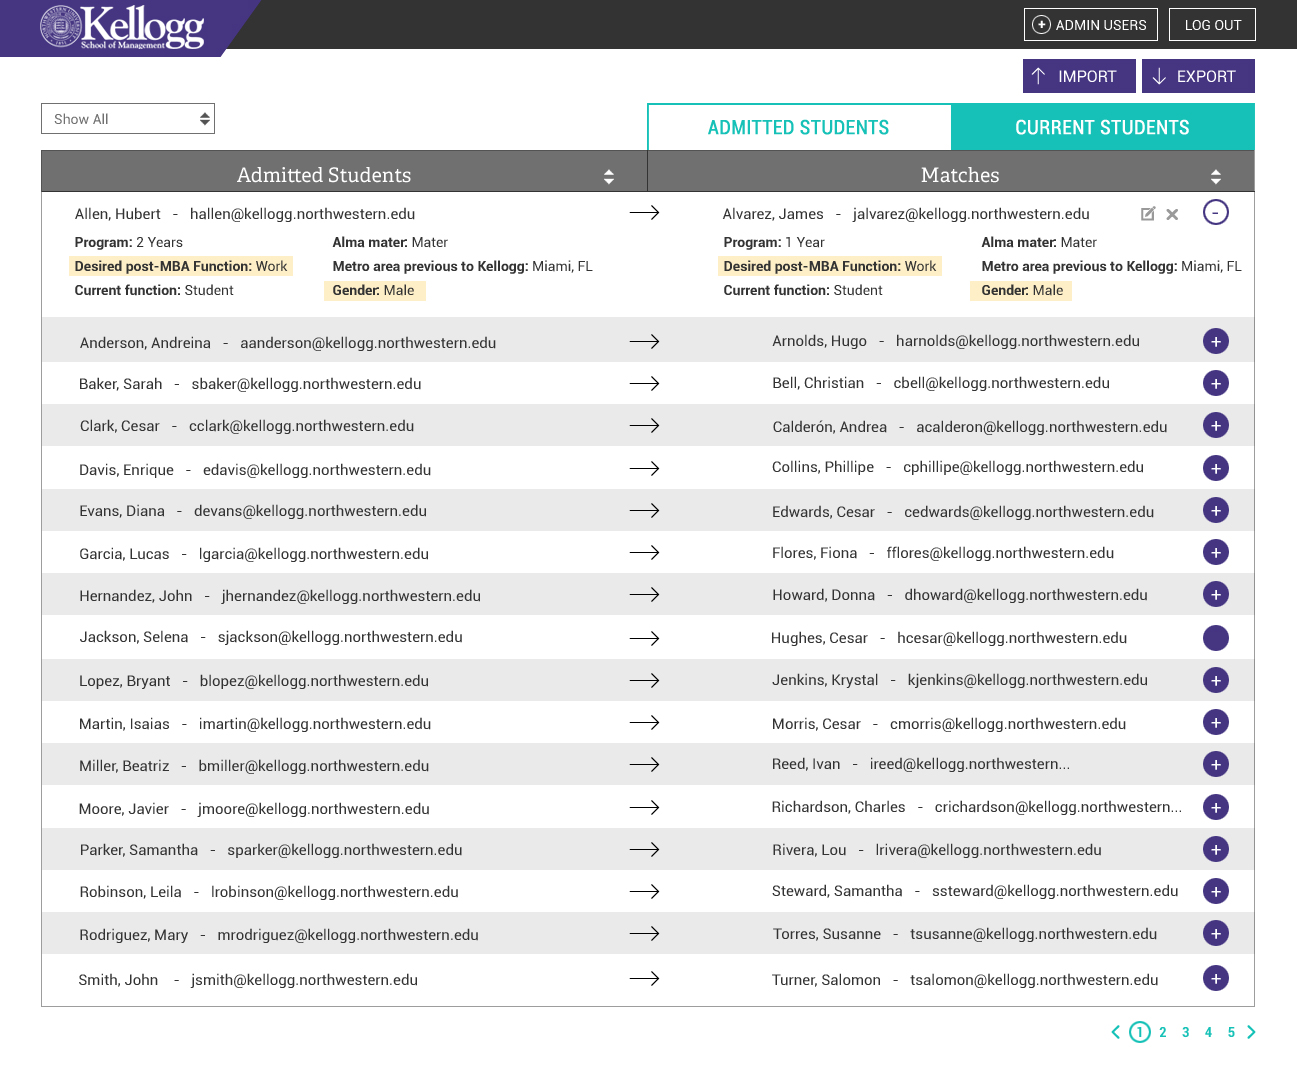 Kellogg
School of Management
ADMIN USERS
LOG OUT
IMPORT
EXPORT
Show All
ADMITTED STUDENTS
CURRENT STUDENTS
Admitted Students
Matches
Allen, Hubert - hallen@kellogg.northwestern.edu
Alvarez, James - jalvarez@kellogg.northwestern.edu
Program: 2 Years
Alma mater: Mater
Program: 1 Year
Alma mater: Mater
Desired post-MBA Function: Work
Metro area previous to Kellogg: Miami, FL
Desired post-MBA Function: Work
Metro area previous to Kellogg: Miami, FL
Current function: Student
Gender: Male
Current function: Student
Gender: Male
Anderson, Andreina - aanderson@kellogg.northwestern.edu
Arnolds, Hugo - harnolds@kellogg.northwestern.edu
Baker, Sarah - sbaker@kellogg.northwestern.edu
Bell, Christian - cbell@kellogg.northwestern.edu
Clark, Cesar - cclark@kellogg.northwestern.edu
Calderón, Andrea - acalderon@kellogg.northwestern.edu
Davis, Enrique - edavis@kellogg.northwestern.edu
Collins, Phillipe - cphillipe@kellogg.northwestern.edu
Evans, Diana - devans@kellogg.northwestern.edu
Edwards, Cesar - cedwards@kellogg.northwestern.edu
Garcia, Lucas - lgarcia@kellogg.northwestern.edu
Flores, Fiona - fflores@kellogg.northwestern.edu
Hernandez, John - jhernandez@kellogg.northwestern.edu
Howard, Donna - dhoward@kellogg.northwestern.edu
Jackson, Selena - sjackson@kellogg.northwestern.edu
Hughes, Cesar - hcesar@kellogg.northwestern.edu
Lopez, Bryant - blopez@kellogg.northwestern.edu
Jenkins, Krystal - kjenkins@kellogg.northwestern.edu
Martin, Isaias - imartin@kellogg.northwestern.edu
Morris, Cesar - cmorris@kellogg.northwestern.edu
Miller, Beatriz - bmiller@kellogg.northwestern.edu
Reed, Ivan - ireed@kellogg.northwestern...
Moore, Javier - jmoore@kellogg.northwestern.edu
Richardson, Charles - crichardson@kellogg.northwestern...
Parker, Samantha - sparker@kellogg.northwestern.edu
Rivera, Lou - lrivera@kellogg.northwestern.edu
Robinson, Leila - lrobinson@kellogg.northwestern.edu
Steward, Samantha - ssteward@kellogg.northwestern.edu
Rodriguez, Mary - mrodriguez@kellogg.northwestern.edu
Torres, Susanne - tsusanne@kellogg.northwestern.edu
Smith, John - jsmith@kellogg.northwestern.edu
Turner, Salomon - tsalomon@kellogg.northwestern.edu
1 2 3 4 5